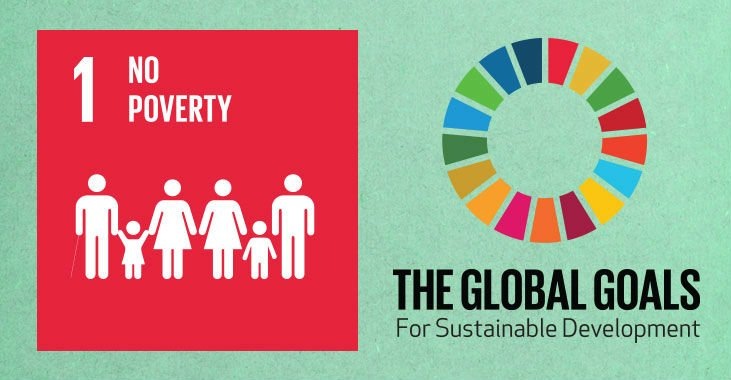 1
NO
POVERTY
THE GLOBAL GOALS
For Sustainable Development